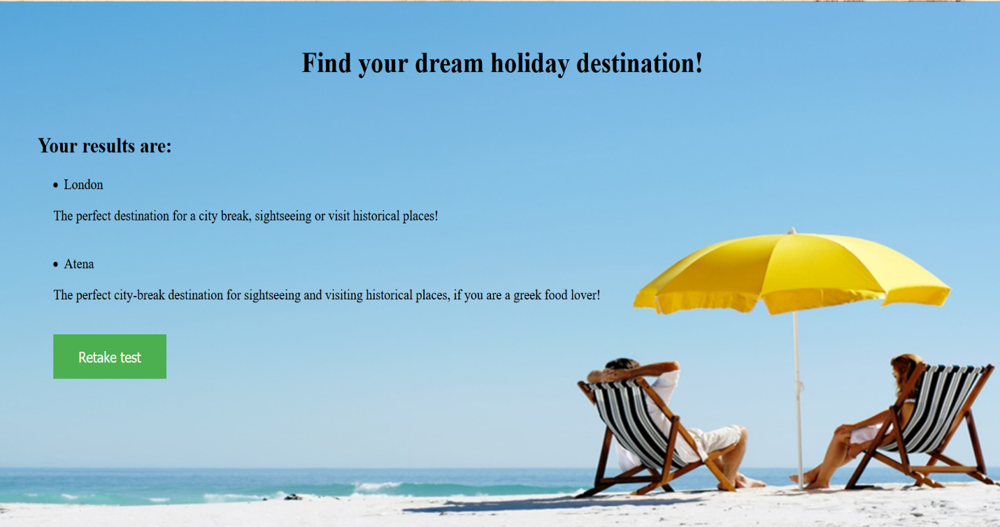 Find your dream holiday destination!
Your results are:
• London
The perfect destination for a city break, sightseeing or visit historical places!
• Atena
The perfect city-break destination for sightseeing and visiting historical places, if you are a greek food lover!
Retake test